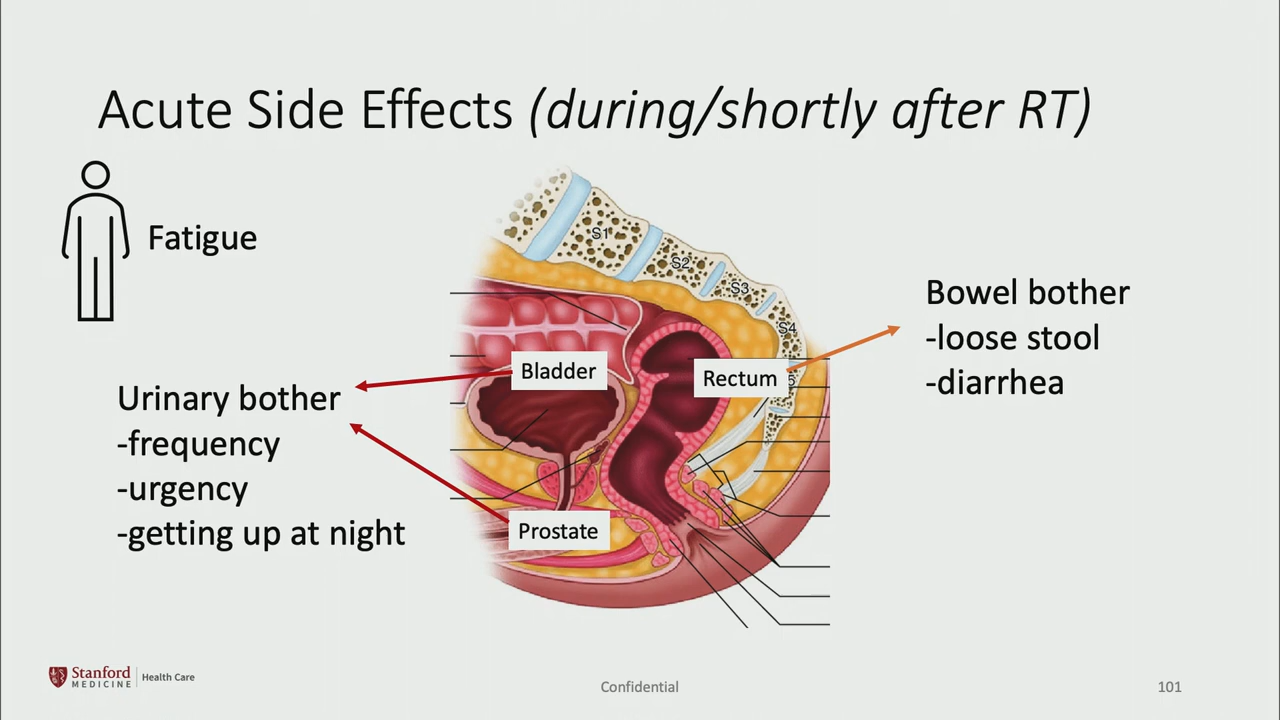 Acute Side Effects (during/shortly after RT)
Fatigue
S1
S2
S3
S4
5
Bladder
Rectum
Prostate
Urinary bother
-frequency
-urgency
-getting up at night
Bowel bother
-loose stool
-diarrhea
Stanford
MEDICINE
Health Care
Confidential
101